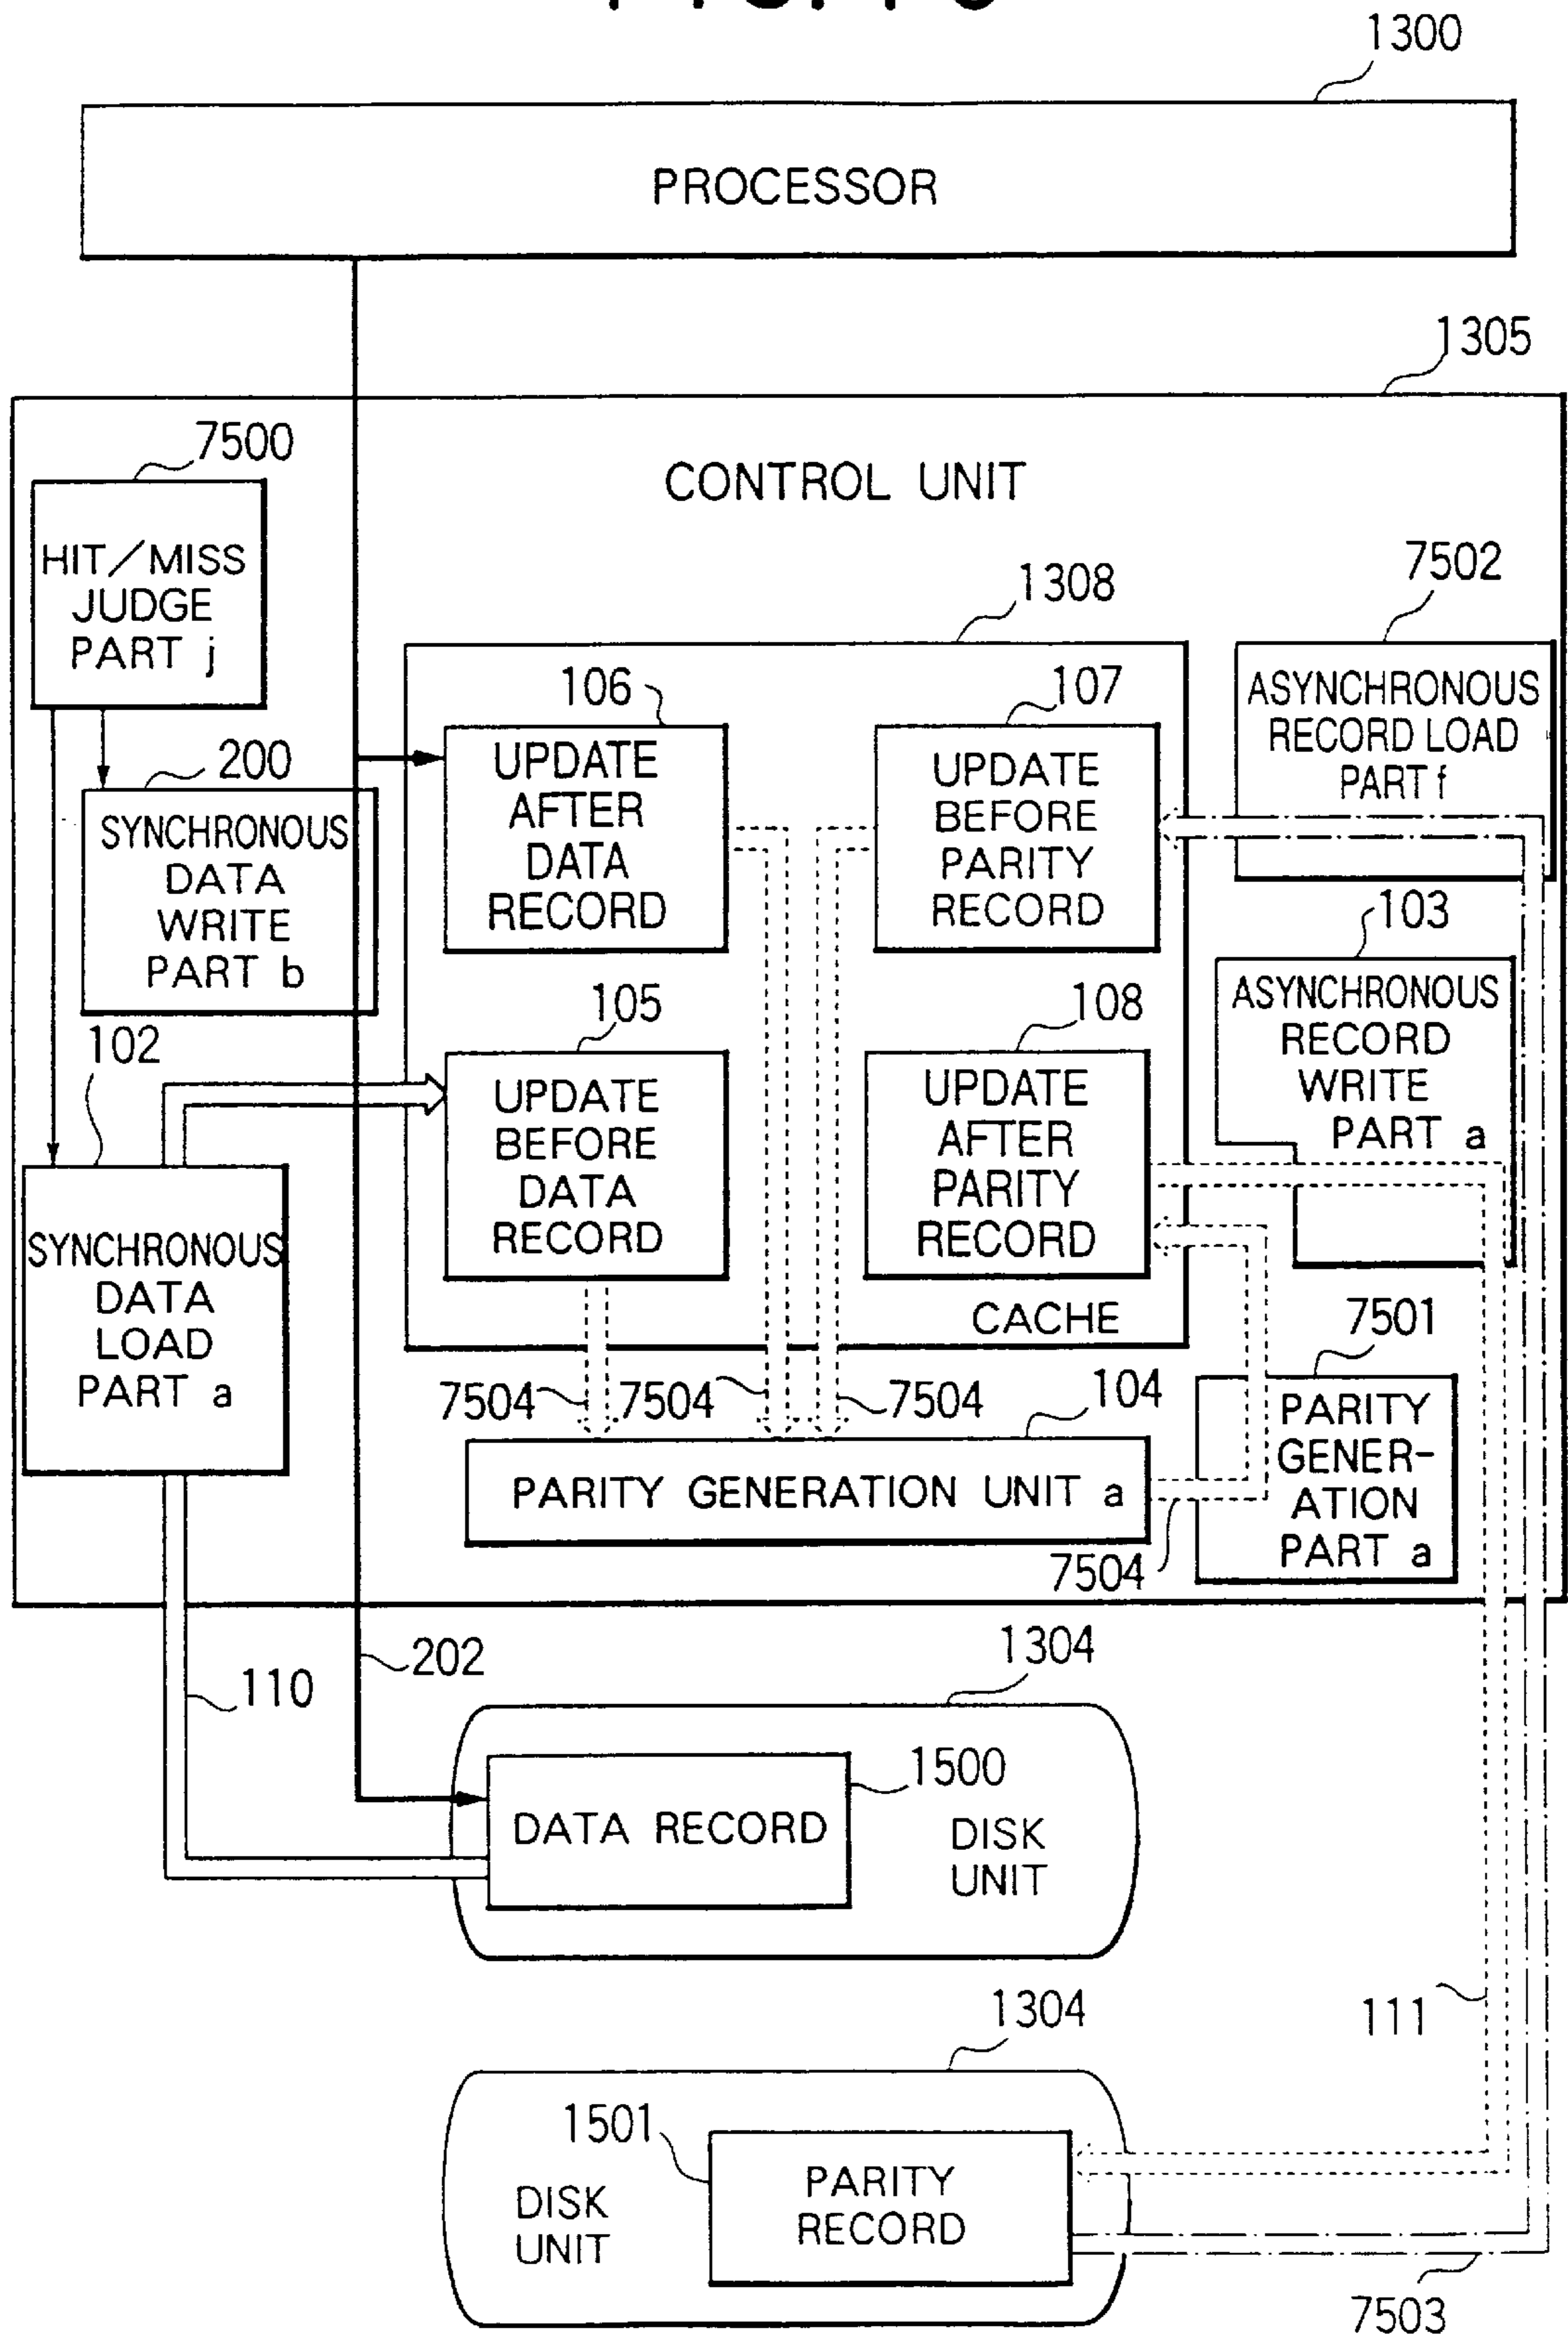 1300
PROCESSOR
1305
7500
CONTROL UNIT
HIT/MISS
JUDGE
PART j
7502
1308
ASYNCHRONOUS
RECORD LOAD
PART f
106
107
UPDATE
AFTER
DATA
RECORD
UPDATE
BEFORE
PARITY
RECORD
200
SYNCHRONOUS
DATA
WRITE
PART b
103
ASYNCHRONOUS
RECORD
WRITE
PART a
105
108
102
UPDATE
BEFORE
DATA
RECORD
UPDATE
AFTER
PARITY
RECORD
SYNCHRONOUS
DATA
LOAD
PART a
CACHE
7501
7504
7504
7504
104
PARITY
GENER-
ATION
PART a
PARITY GENERATION UNIT a
7504
202
1304
110
1500
DATA RECORD
DISK
UNIT
111
1304
1501
PARITY
RECORD
DISK
UNIT
7503